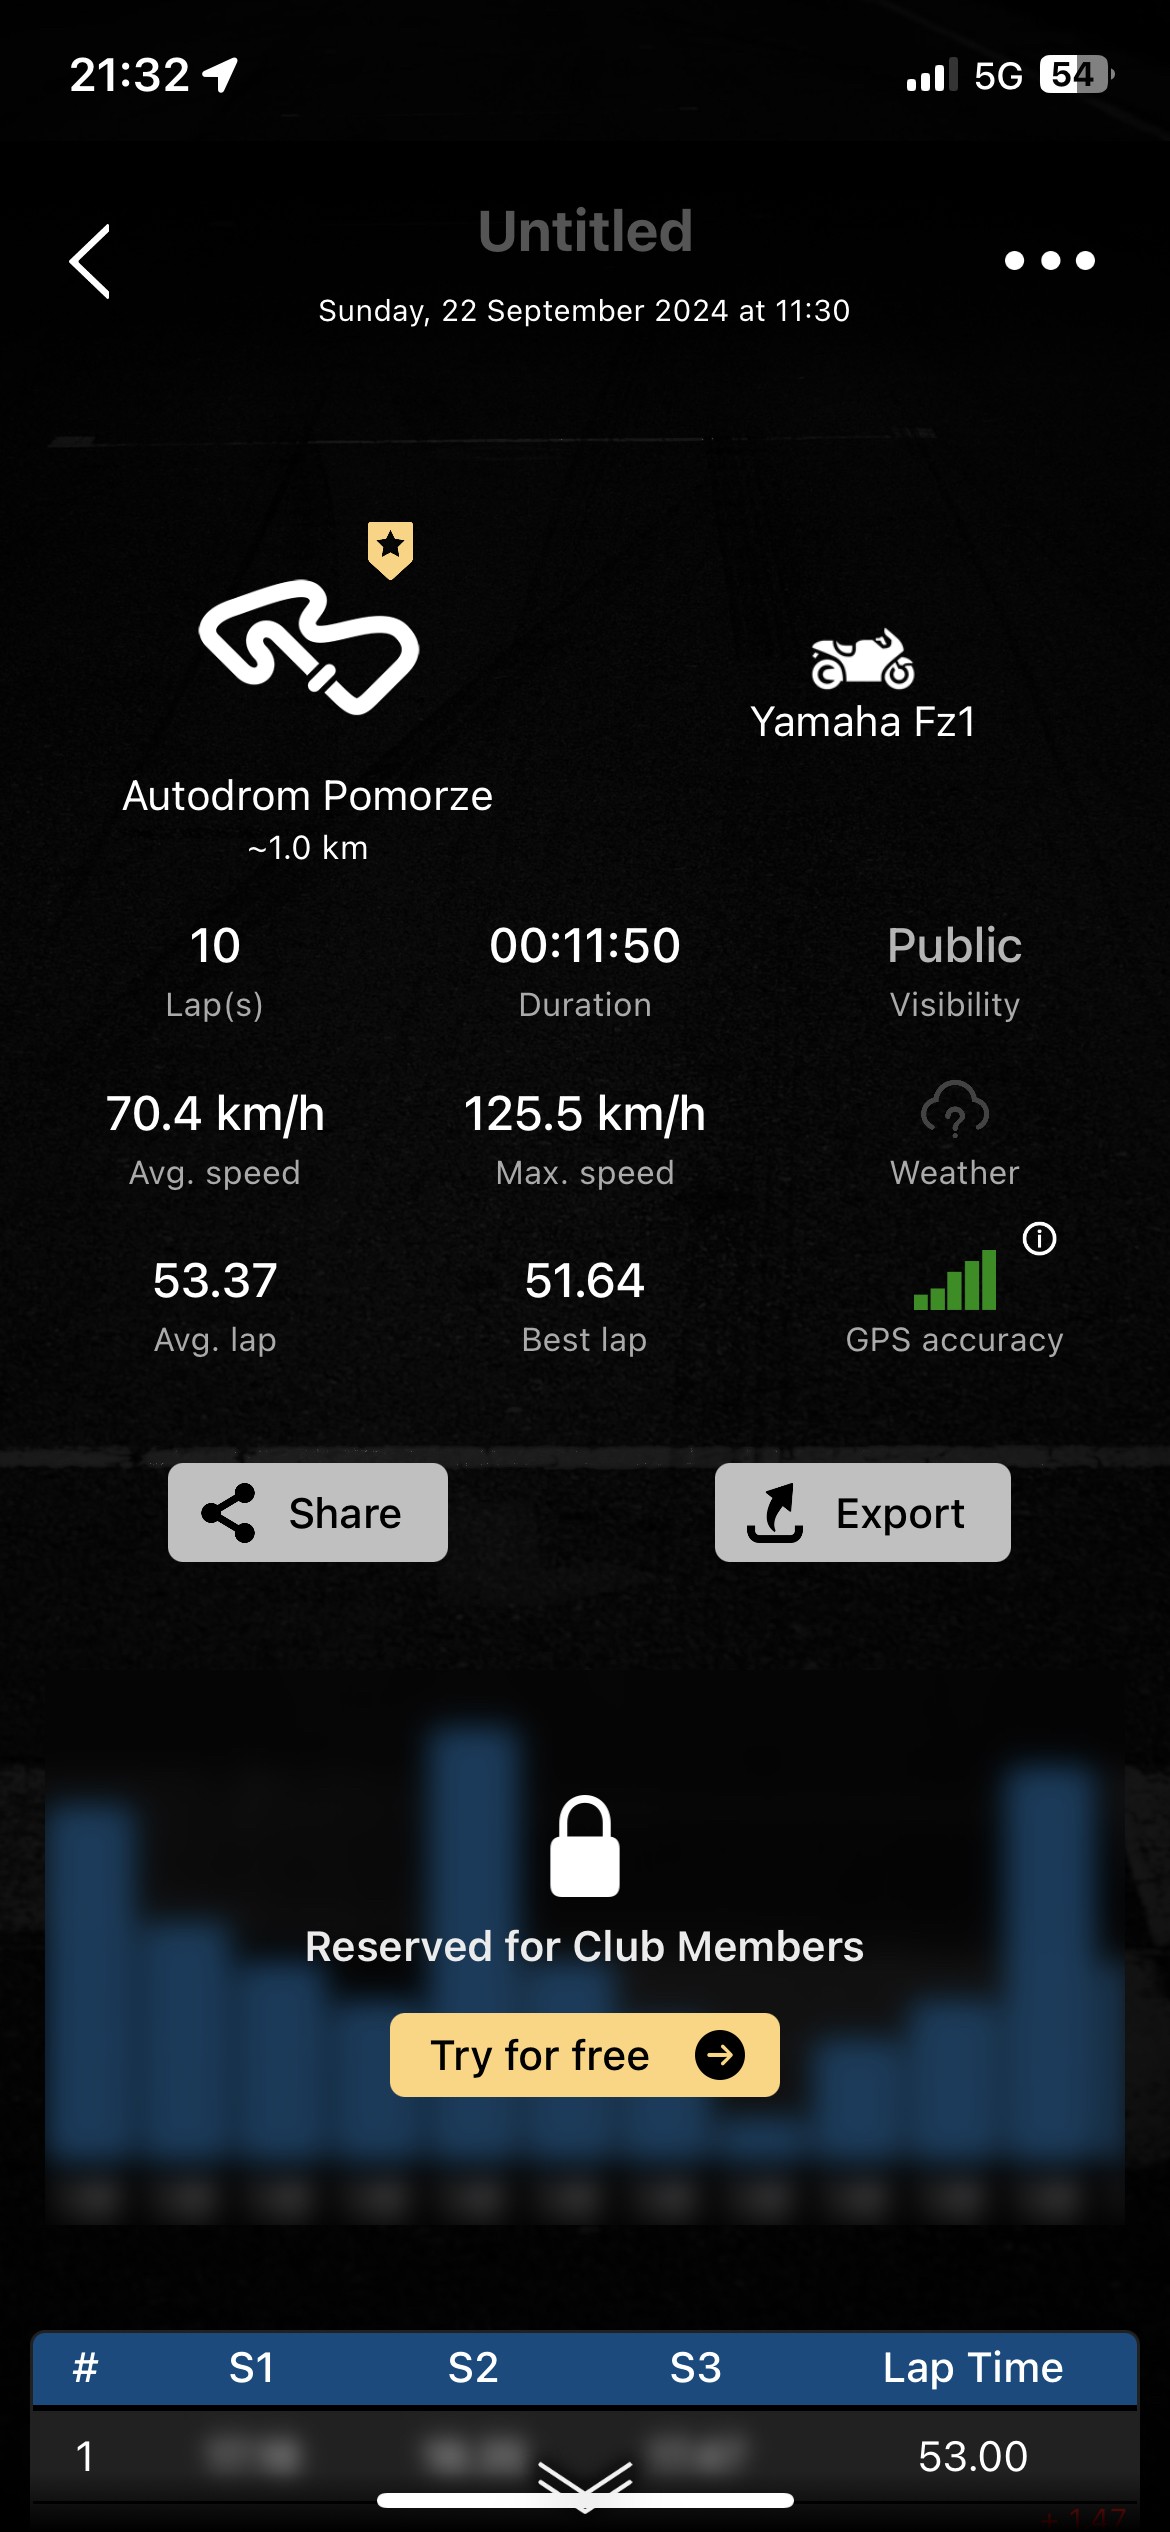 21:32 5G 54
Untitled
Sunday, 22 September 2024 at 11:30
Yamaha Fz1
Autodrom Pomorze
~1.0 km
10 00:11:50 Public
Lap(s) Duration Visibility
70.4 km/h 125.5 km/h
Avg. speed Max. speed Weather
53.37 51.64
Avg. lap Best lap GPS accuracy
Share Export
Reserved for Club Members
Try for free
# S1 S2 S3 Lap Time
1 53.00
+ 1.47